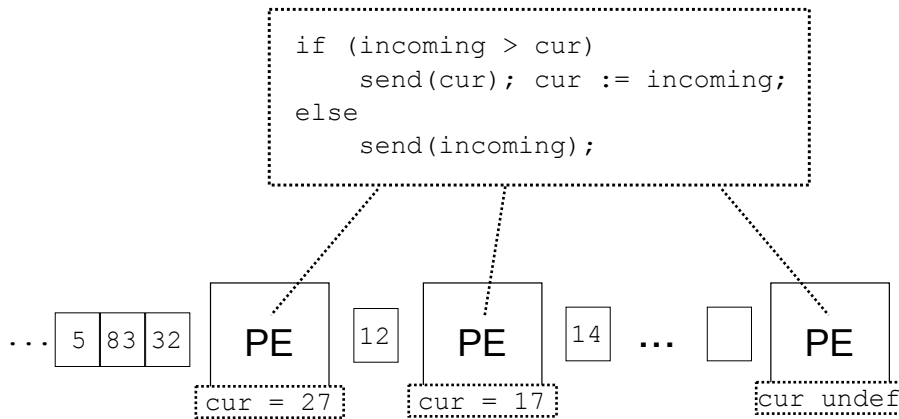 if (incoming > cur)
    send(cur); cur := incoming;
else
    send(incoming);
... 5 83 32 PE 12 PE 14 ... PE
cur = 27 cur = 17 cur undef